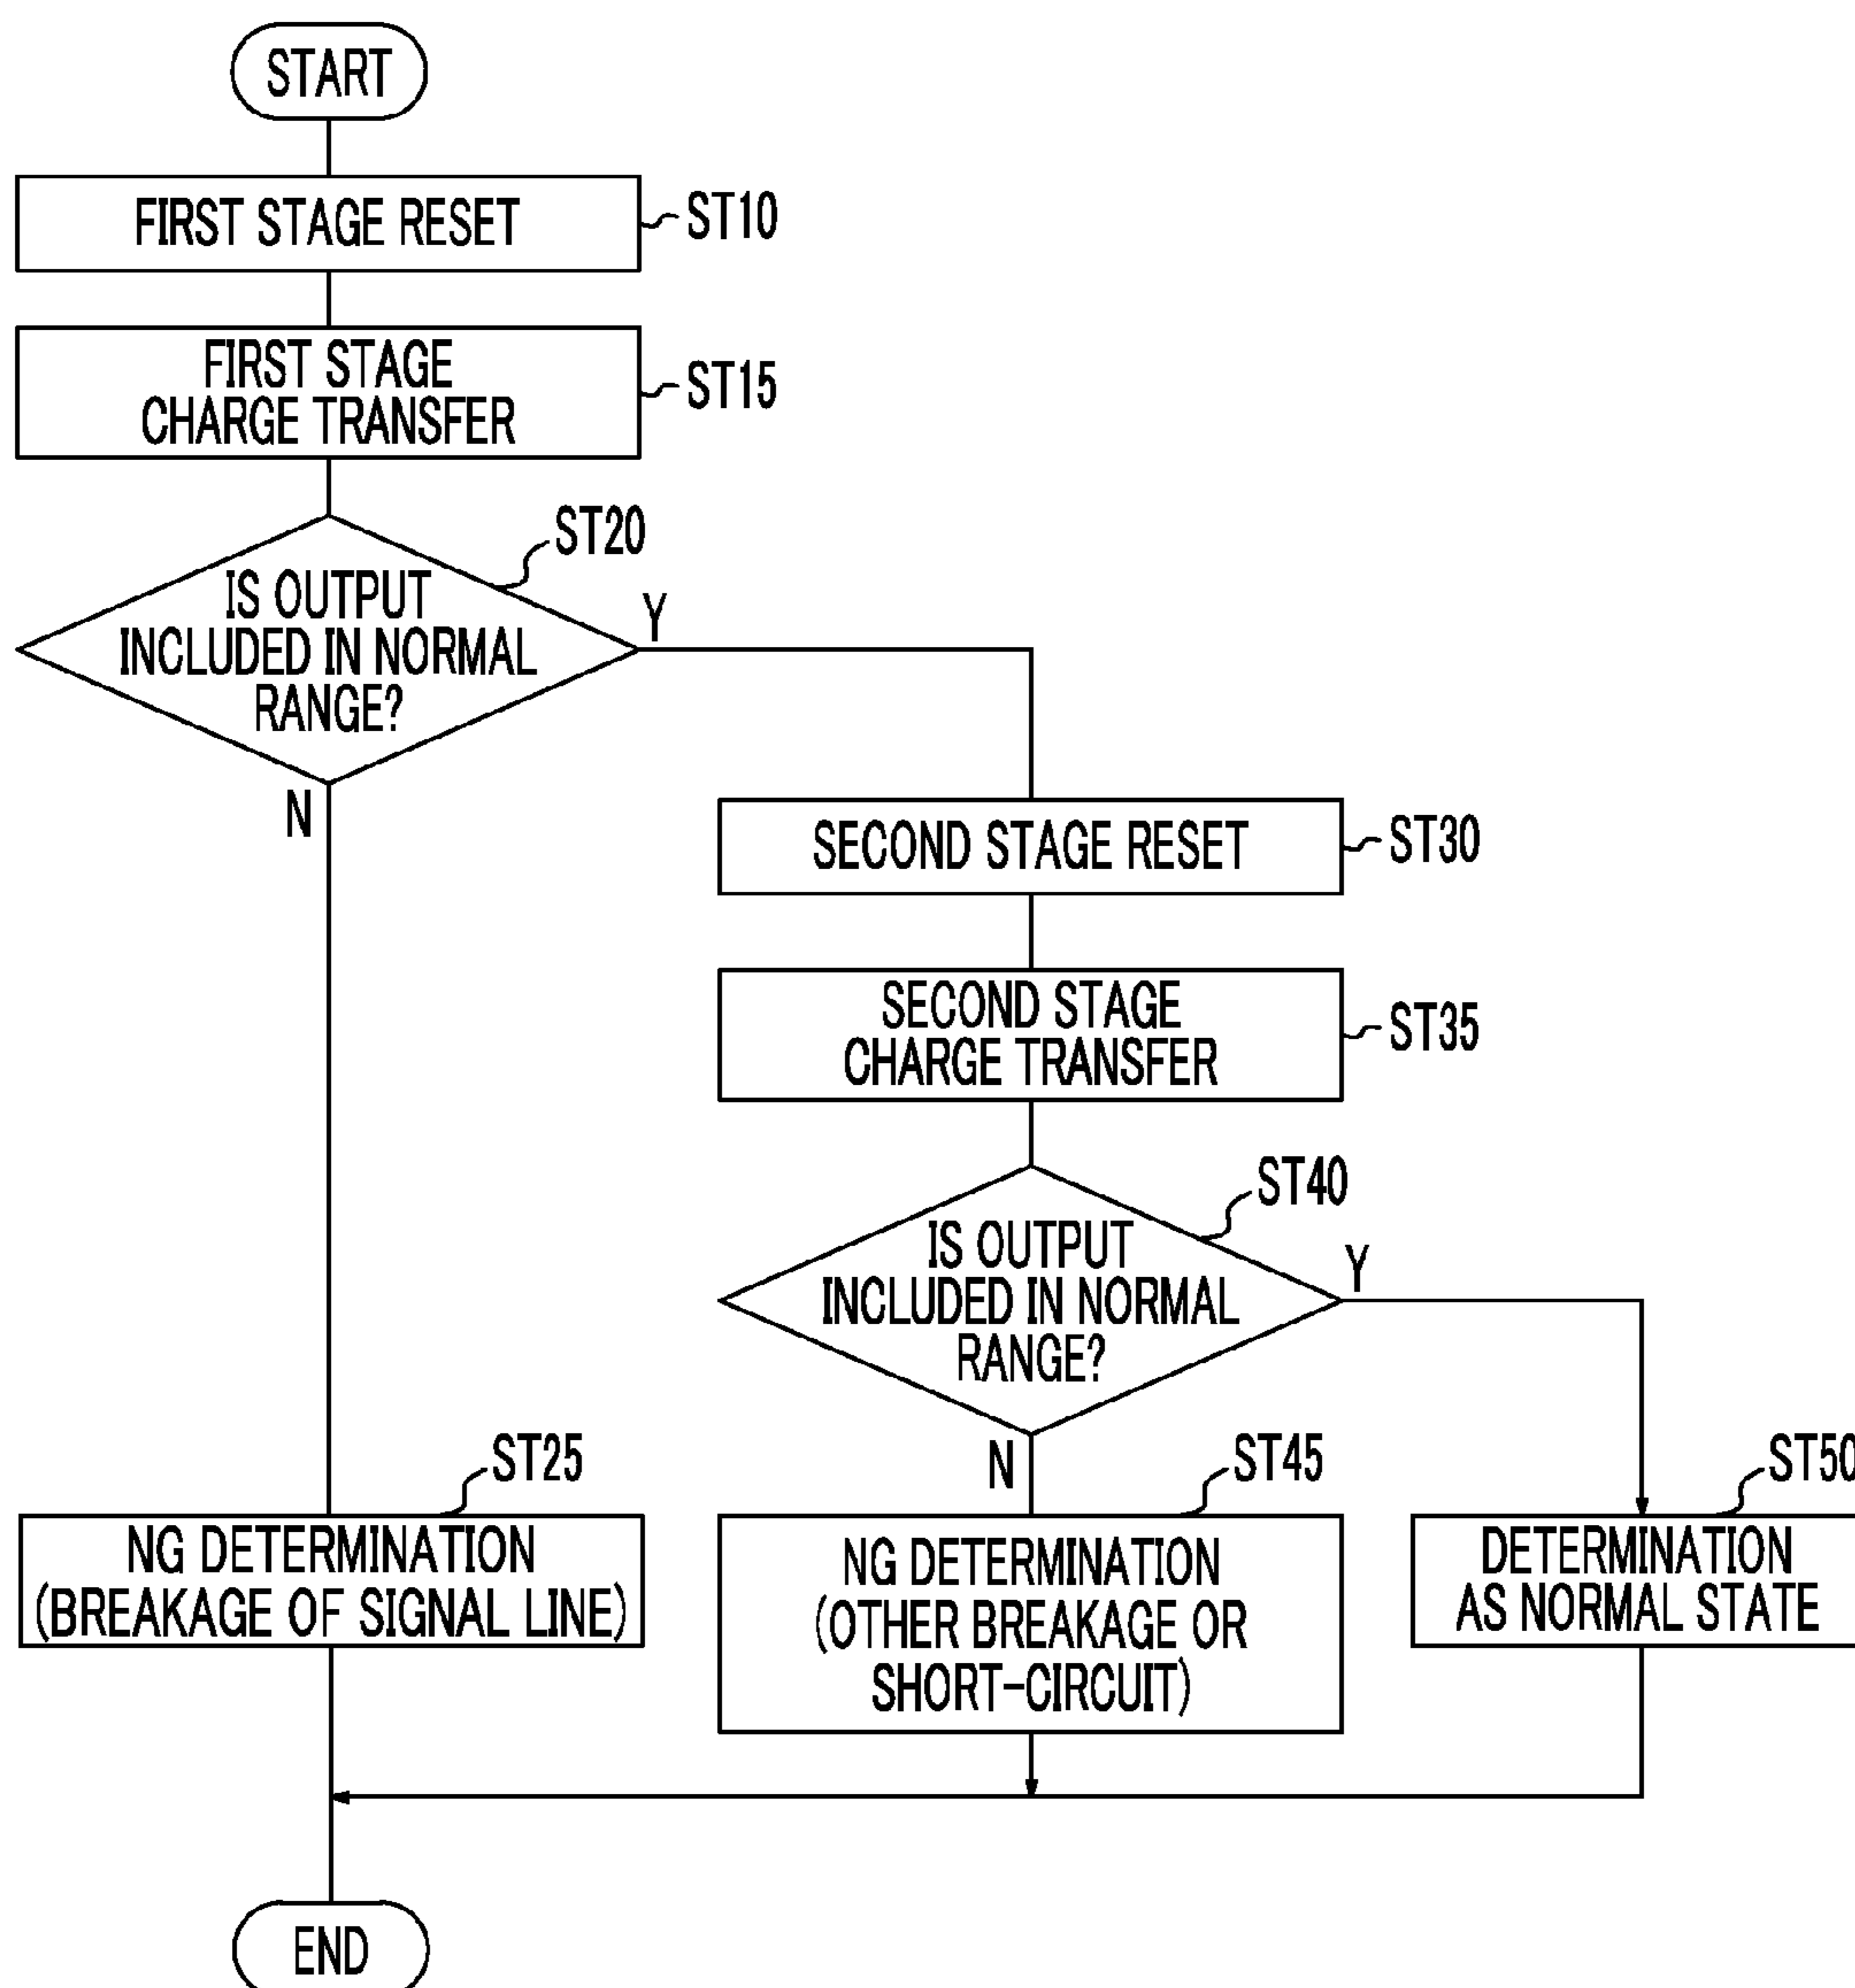 START
FIRST STAGE RESET
ST10
FIRST STAGE
CHARGE TRANSFER
ST15
ST20
IS OUTPUT
INCLUDED IN NORMAL
RANGE?
Y
N
SECOND STAGE RESET
ST30
SECOND STAGE
CHARGE TRANSFER
ST35
ST40
IS OUTPUT
INCLUDED IN NORMAL
RANGE?
Y
N
ST25
NG DETERMINATION
(BREAKAGE OF SIGNAL LINE)
ST45
NG DETERMINATION
(OTHER BREAKAGE OR
SHORT-CIRCUIT)
ST50
DETERMINATION
AS NORMAL STATE
END